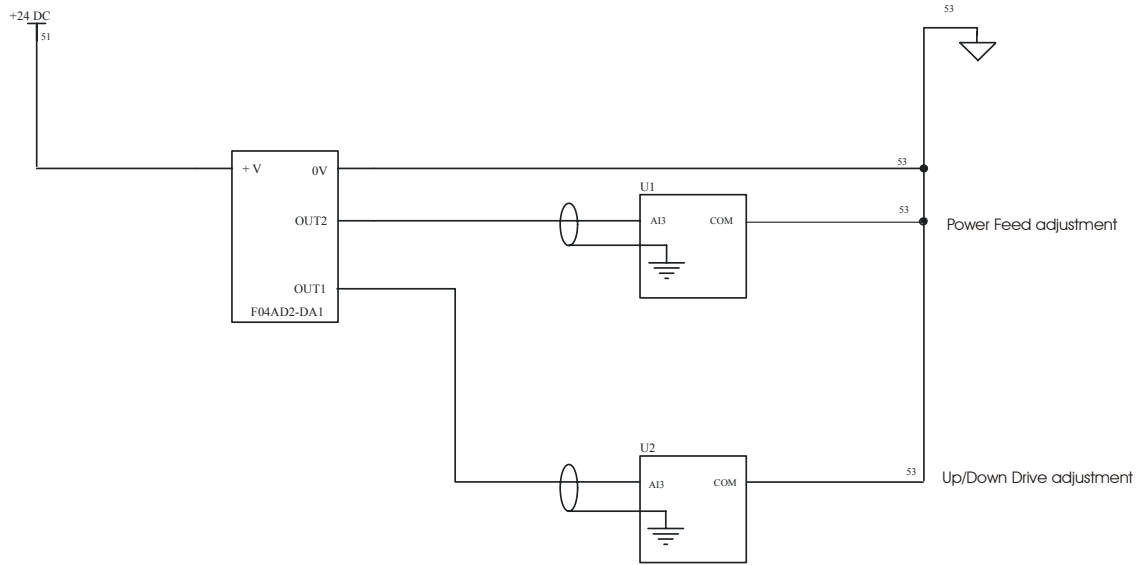 +24 DC
51
53
+ V
0V
53
OUT2
U1
AI3
COM
53
Power Feed adjustment
OUT1
F04AD2-DA1
U2
AI3
COM
53
Up/Down Drive adjustment